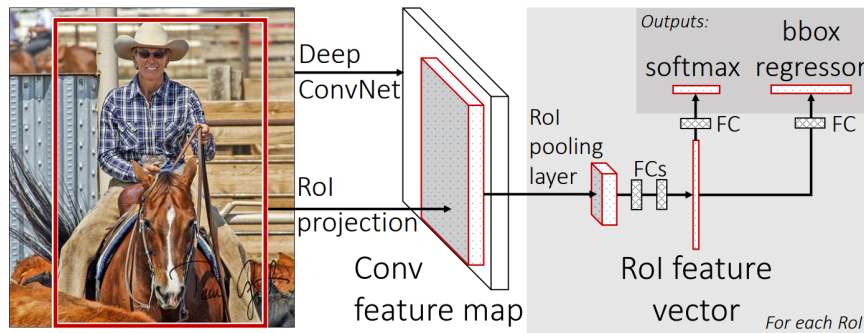 Outputs:
bbox
softmax regressor
Deep
ConvNet
FC
FC
RoI
pooling
layer
FCs
RoI
projection
Conv
feature map
RoI feature
vector
For each RoI